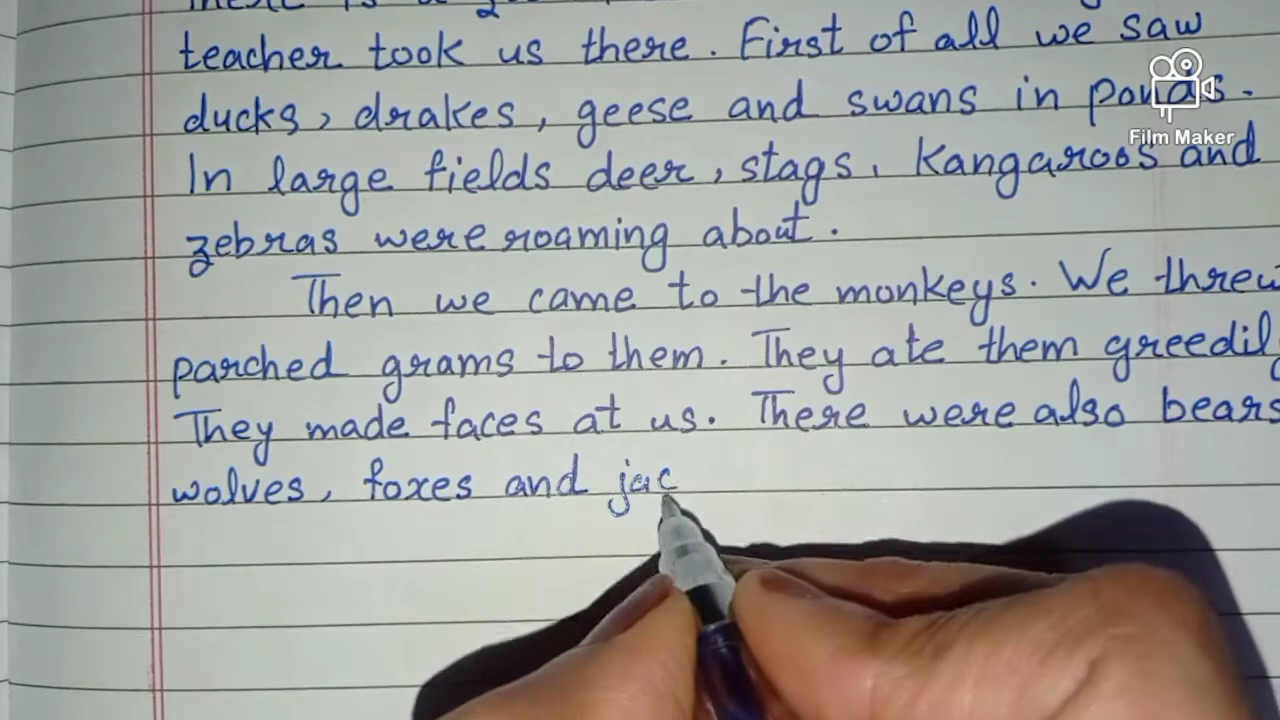 There is a
teacher took us there. First of all we saw
ducks, drakes, geese and swans in ponds.
Film Maker
In large fields deer, stags, kangaroos and
zebras were roaming about.
Then we came to the monkeys. We threw
parched grams to them. They ate them greedily
They made faces at us. There were also bears
wolves, foxes and jac